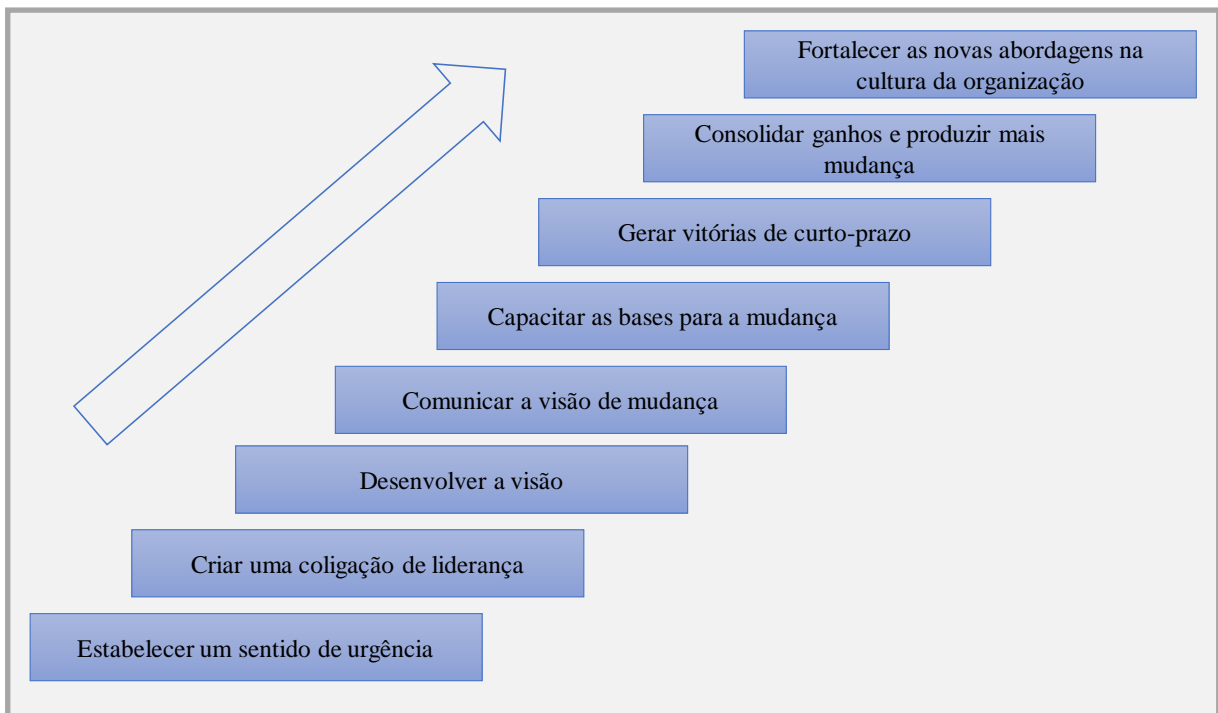 Fortalecer as novas abordagens na
cultura da organização
Consolidar ganhos e produzir mais
mudança
Gerar vitórias de curto-prazo
Capacitar as bases para a mudança
Comunicar a visão de mudança
Desenvolver a visão
Criar uma coligação de liderança
Estabelecer um sentido de urgência